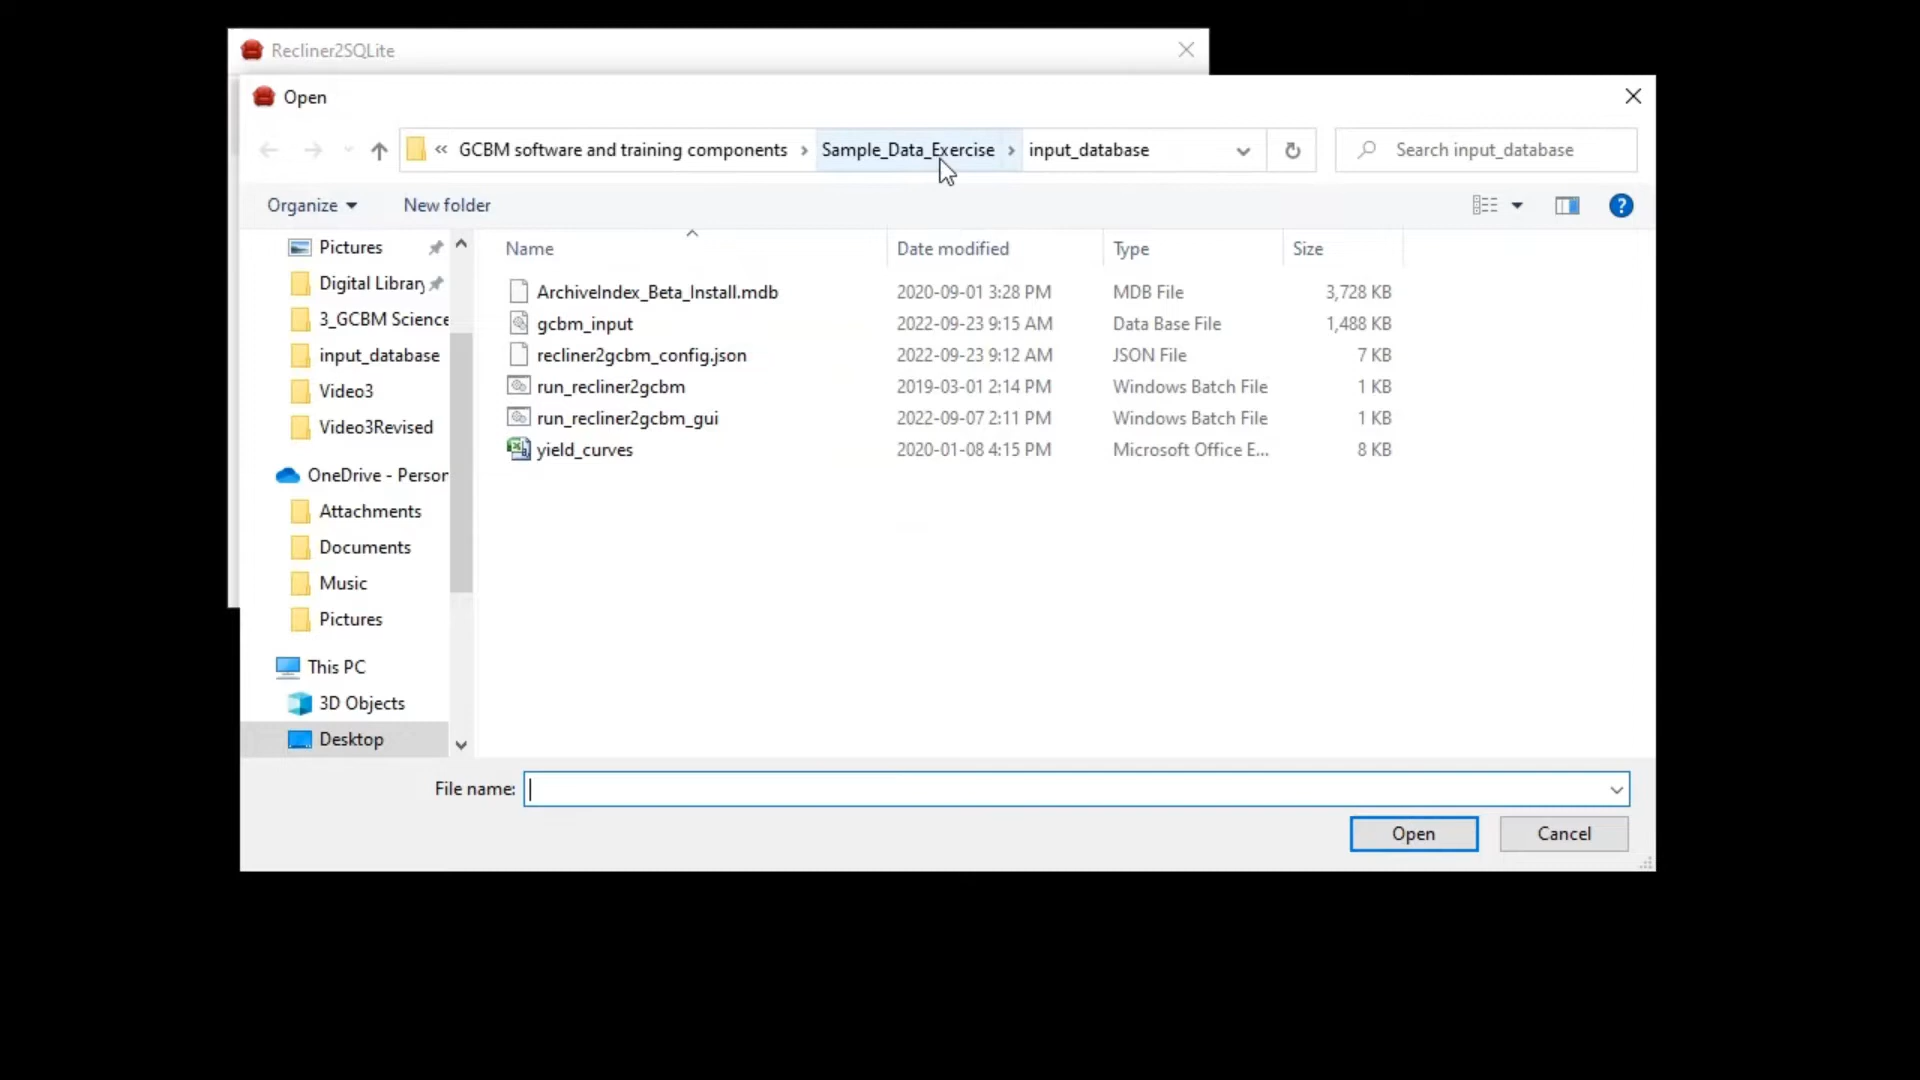 Recliner2SQLite
Open
« GCBM software and training components > Sample_Data_Exercise > input_database
Search input_database
Organize
New folder
?
Name Date modified Type Size
ArchiveIndex_Beta_Install.mdb 2020-09-01 3:28 PM MDB File 3,728 KB
gcbm_input 2022-09-23 9:15 AM Data Base File 1,488 KB
recliner2gcbm_config.json 2022-09-23 9:12 AM JSON File 7 KB
run_recliner2gcbm 2019-03-01 2:14 PM Windows Batch File 1 KB
run_recliner2gcbm_gui 2022-09-07 2:11 PM Windows Batch File 1 KB
yield_curves 2020-01-08 4:15 PM Microsoft Office E... 8 KB
Pictures
Digital Library
3_GCBM Science
input_database
Video3
Video3Revised
OneDrive - Person
Attachments
Documents
Music
Pictures
This PC
3D Objects
Desktop
File name:
Open
Cancel